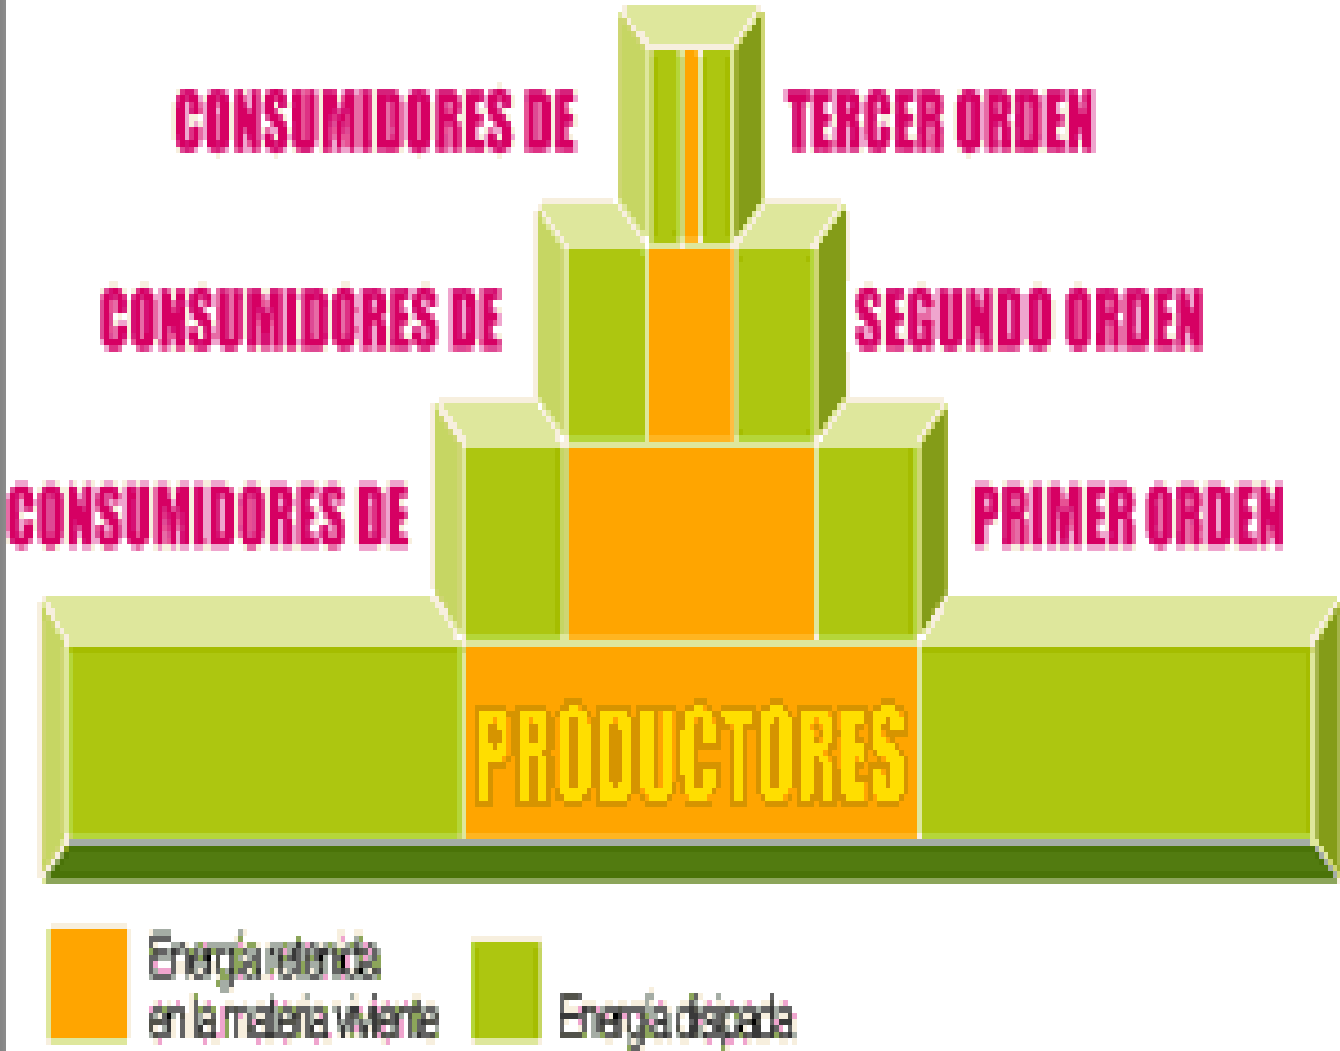 CONSUMIDORES DE TERCER ORDEN
CONSUMIDORES DE SEGUNDO ORDEN
CONSUMIDORES DE PRIMER ORDEN
PRODUCTORES
Energía retenida
en la materia viviente
Energía disipada